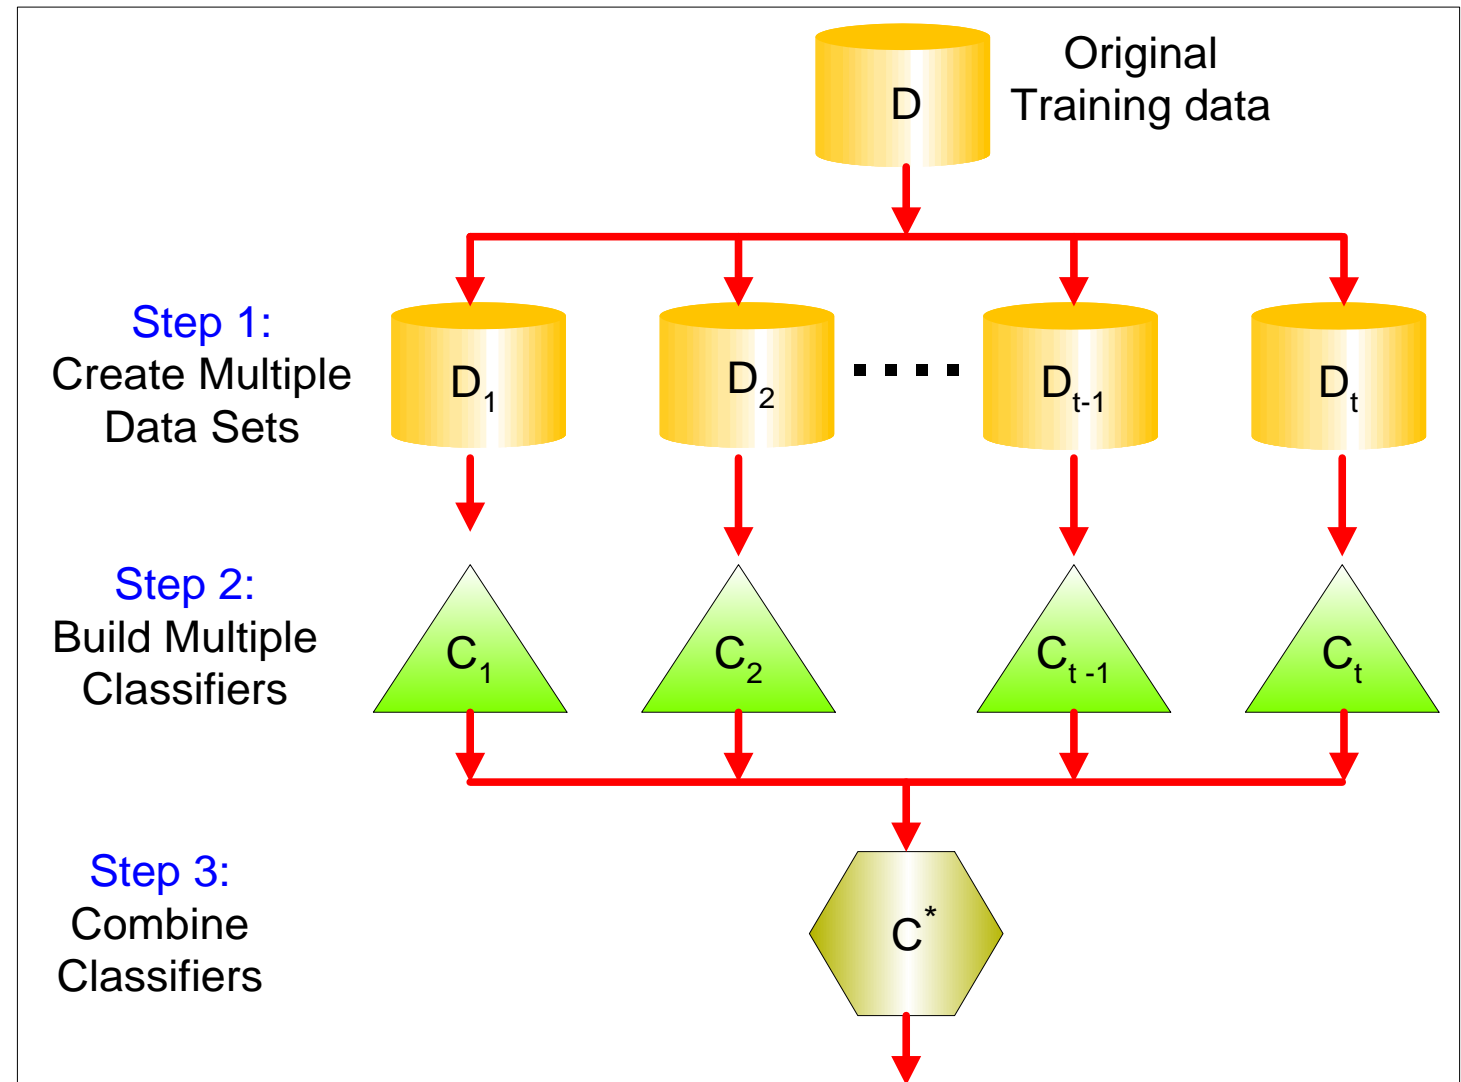 D
Original
Training data
Step 1:
Create Multiple
Data Sets
D1
D2
Dt-1
Dt
Step 2:
Build Multiple
Classifiers
C1
C2
Ct -1
Ct
Step 3:
Combine
Classifiers
C*